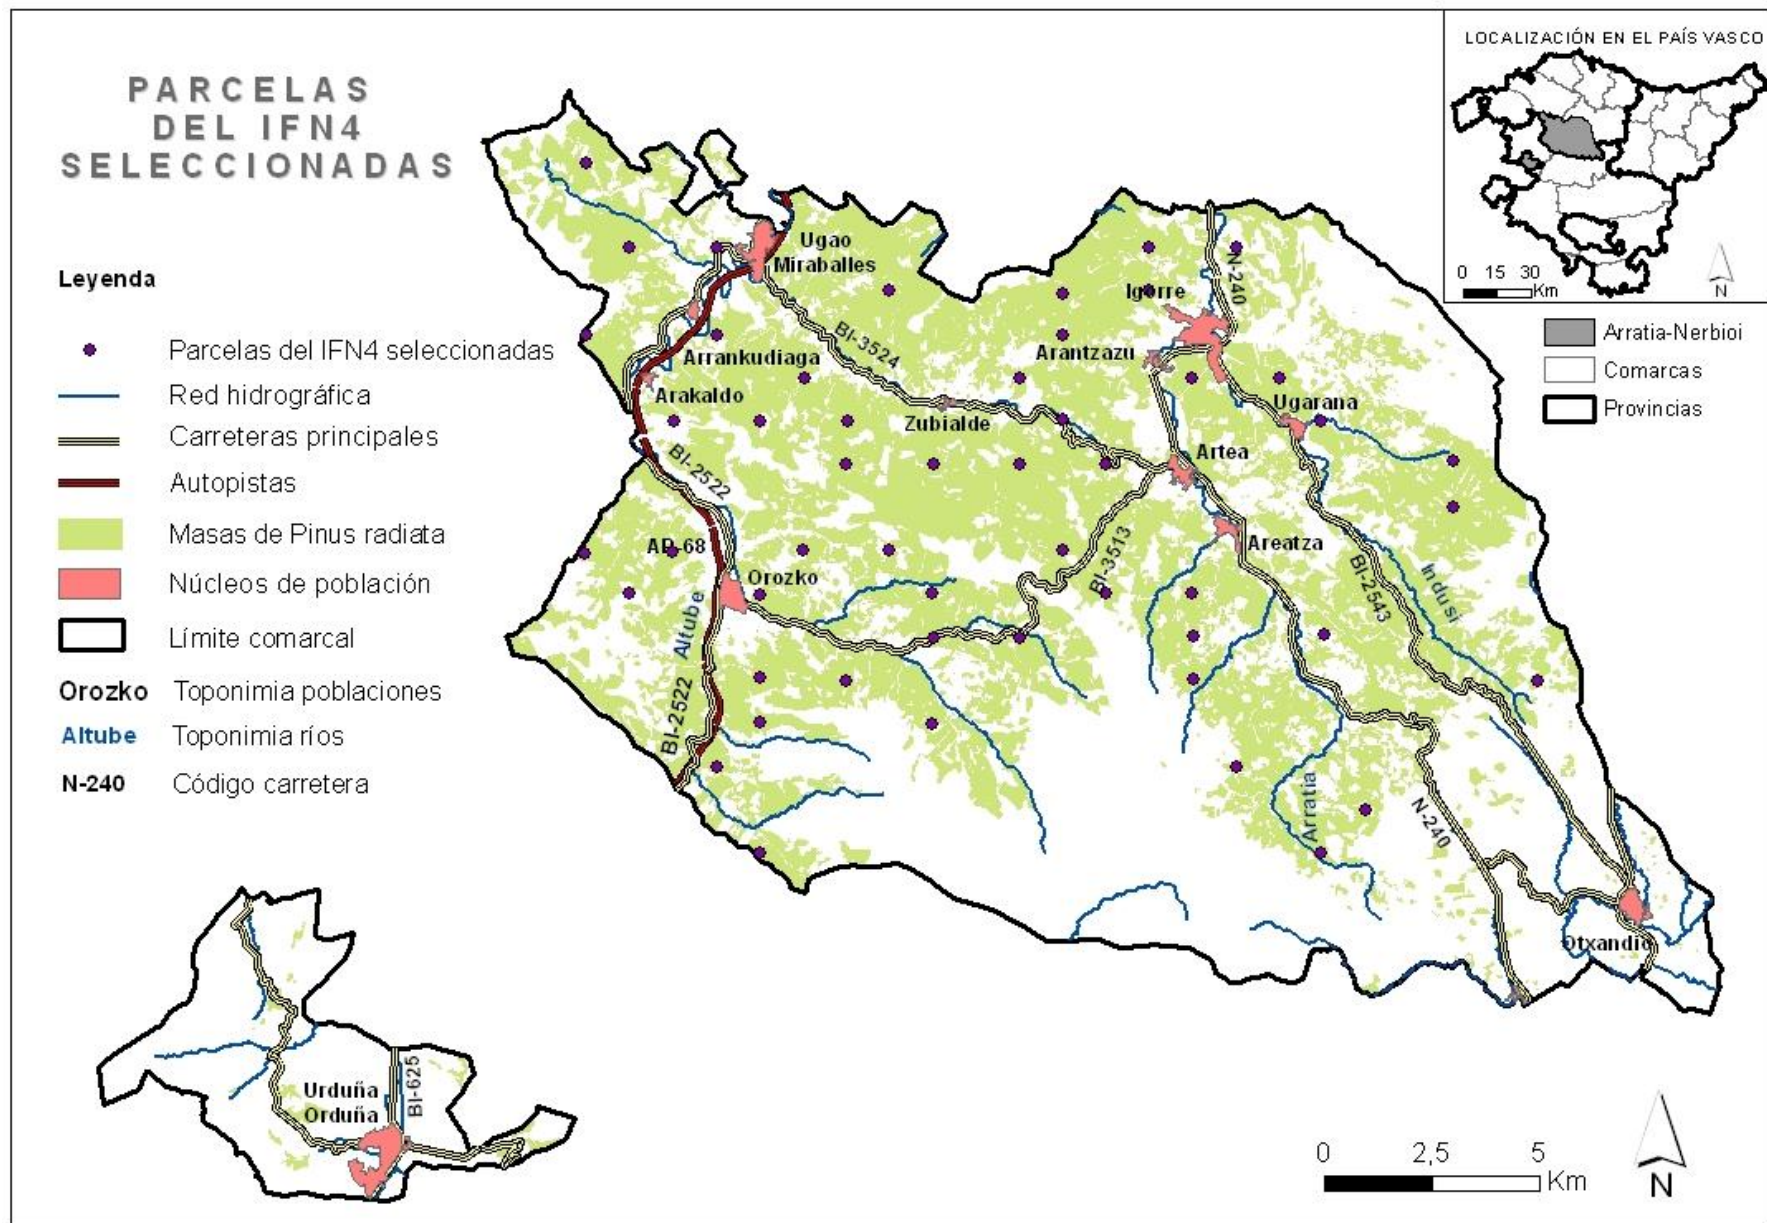 PARCELAS
DEL IFN4
SELECCIONADAS
Leyenda
Parcelas del IFN4 seleccionadas
Red hidrográfica
Carreteras principales
Autopistas
Masas de Pinus radiata
Núcleos de población
Límite comarcal
Orozko Toponimia poblaciones
Altube Toponimia ríos
N-240 Código carretera
LOCALIZACIÓN EN EL PAÍS VASCO
0 15 30
Km
N
Arratia-Nerbioi
Comarcas
Provincias
Ugao
Miraballes
N-240
Igorre
BI-3524
Arrankudiaga
Arantzazu
Arakaldo
Ugarana
Zubialde
Artea
BI-2522
AP-68
Areatza
BI-3513
Orozko
BI-2543
Indusi
Altube
BI-2522
Arratia
N-240
Otxandio
Urduña
Orduña
BI-625
0 2,5 5
Km
N